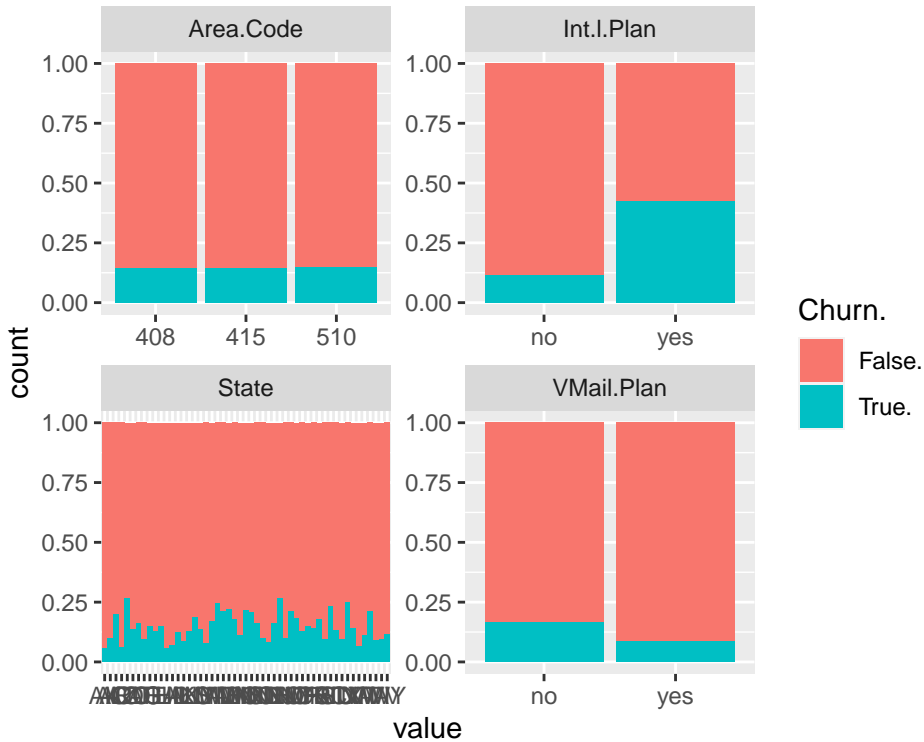 Area.Code
Int.l.Plan
1.00
0.75
0.50
0.25
0.00
408 415 510
1.00
0.75
0.50
0.25
0.00
no yes
State
VMail.Plan
1.00
0.75
0.50
0.25
0.00
1.00
0.75
0.50
0.25
0.00
no yes
count
value
Churn.
False.
True.